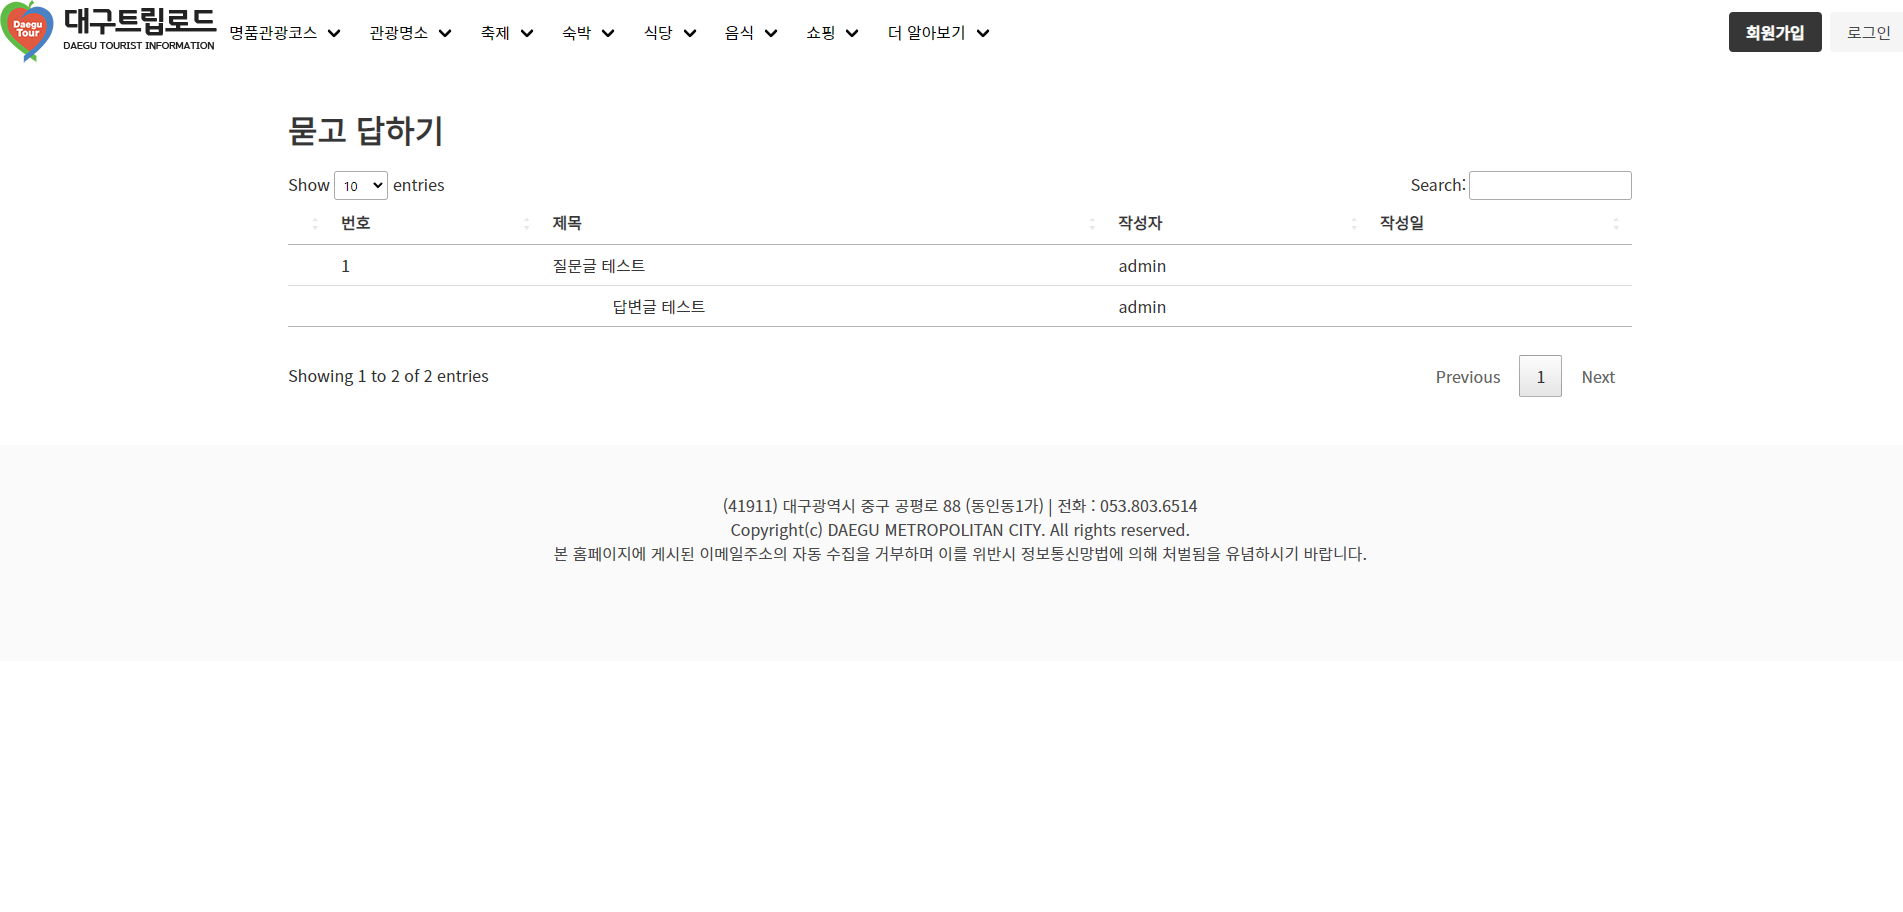 Daegu
Tour
대구트립로드
DAEGU TOURIST INFORMATION
명품관광코스 관광명소 축제 숙박 식당 음식 쇼핑 더 알아보기 회원가입 로그인
묻고 답하기
Show 10 entries Search:
번호 제목 작성자 작성일
1 질문글 테스트 admin
답변글 테스트 admin
Showing 1 to 2 of 2 entries Previous 1 Next
(41911) 대구광역시 중구 공평로 88 (동인동1가) | 전화 : 053.803.6514
Copyright(c) DAEGU METROPOLITAN CITY. All rights reserved.
본 홈페이지에 게시된 이메일주소의 자동 수집을 거부하며 이를 위반시 정보통신망법에 의해 처벌됨을 유념하시기 바랍니다.